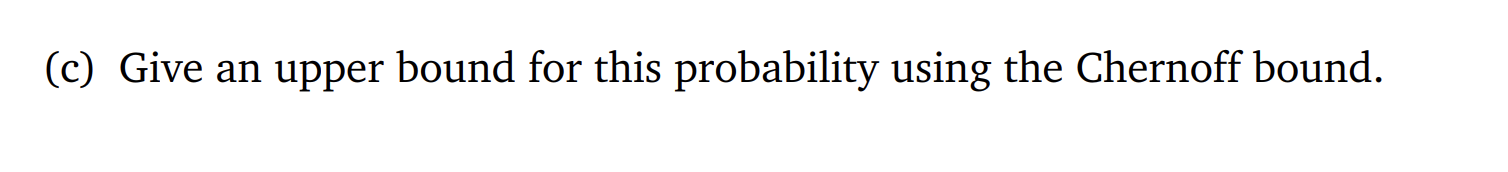 (c) Give an upper bound for this probability using the Chernoff bound.